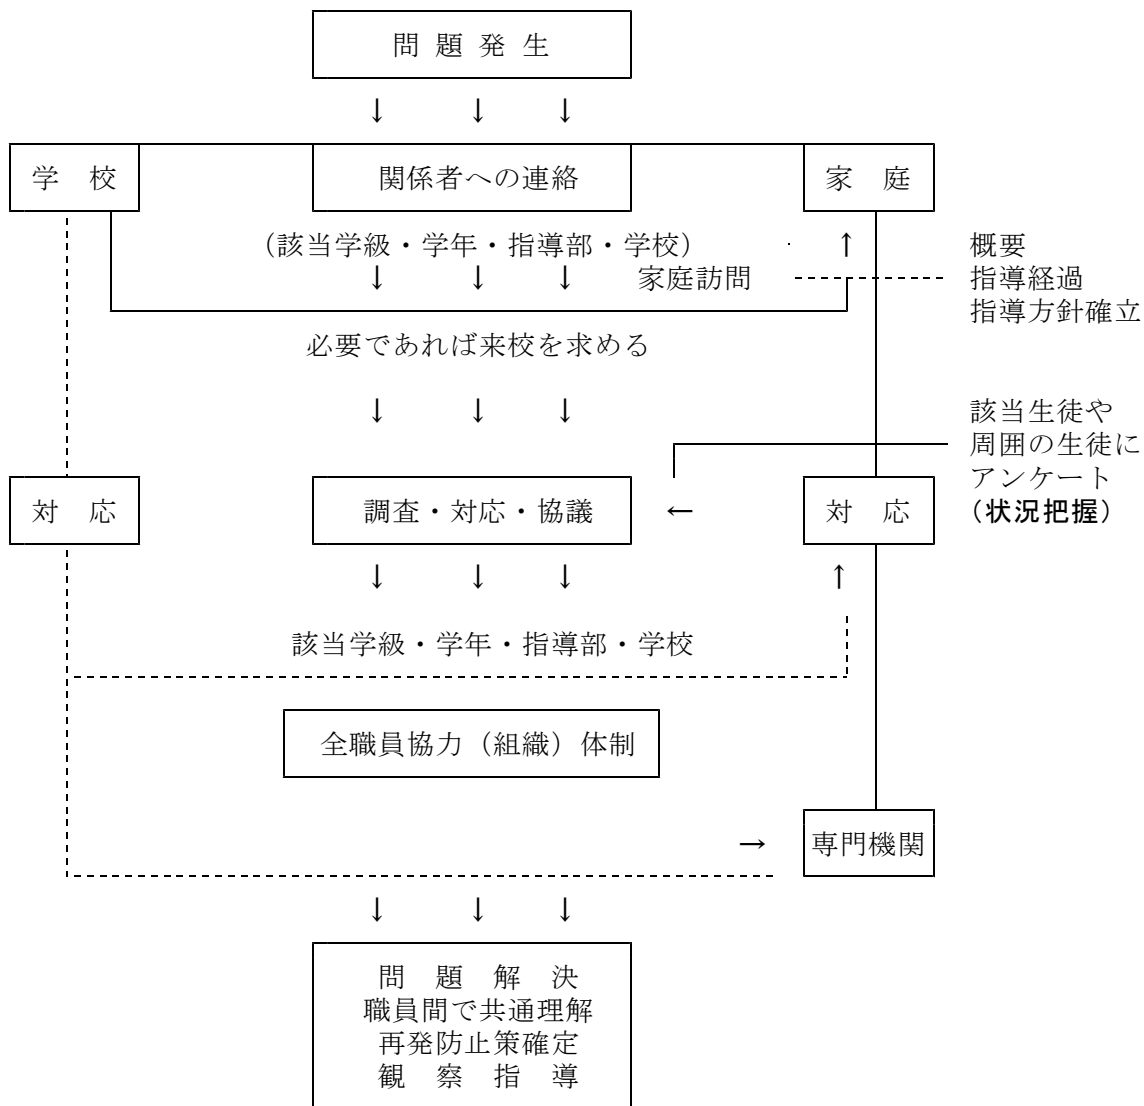 問 題 発 生
↓ ↓ ↓
学 校 関係者への連絡 家 庭
（該当学級・学年・指導部・学校） ↑ 概要
↓ ↓ ↓ 家庭訪問 指導経過
指導方針確立
必要であれば来校を求める
↓ ↓ ↓ 該当生徒や
周囲の生徒に
アンケート
対 応 調査・対応・協議 ← 対 応 （状況把握）
↓ ↓ ↓ ↑
該当学級・学年・指導部・学校
全職員協力（組織）体制
→ 専門機関
↓ ↓ ↓
問 題 解 決
職員間で共通理解
再発防止策確定
観 察 指 導